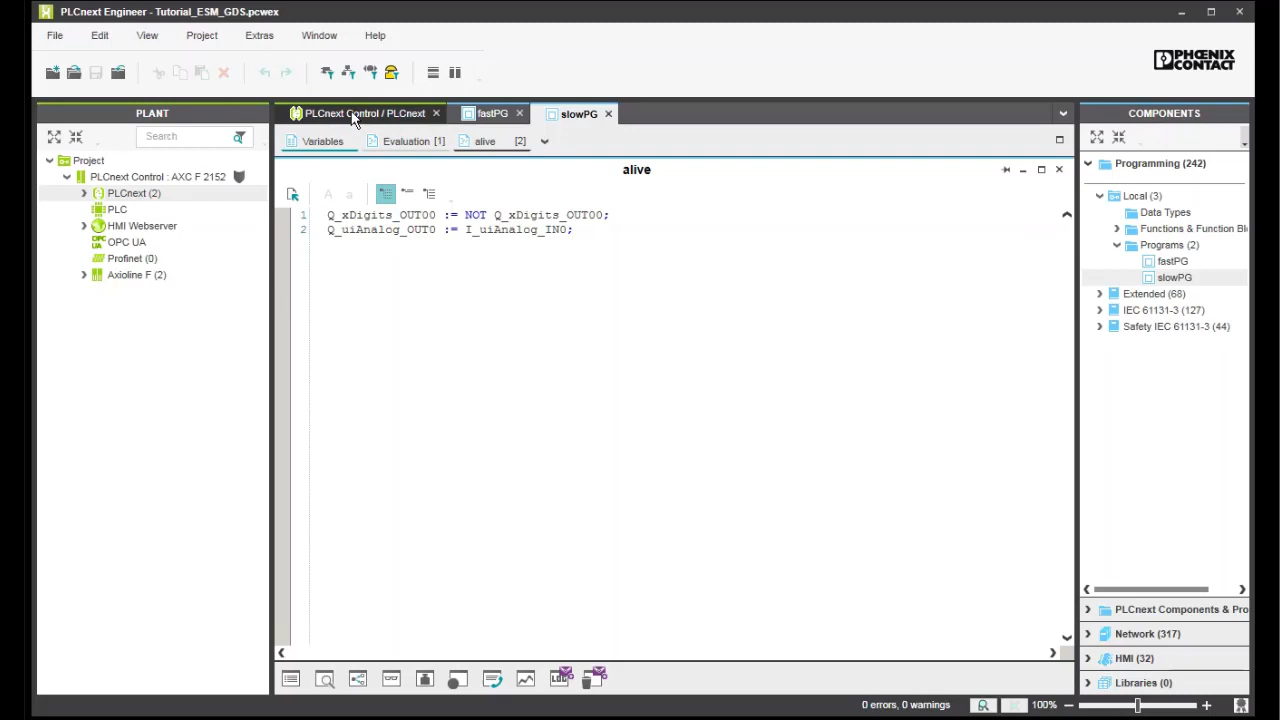 PLCnext Engineer - Tutorial_ESM_GDS.pcwex
File Edit View Project Extras Window Help
PHŒNIX CONTACT
PLANT
Search
Project
PLCnext Control : AXC F 2152
PLCnext (2)
PLC
HMI Webserver
OPC UA
Profinet (0)
Axioline F (2)
PLCnext Control / PLCnext
fastPG
slowPG
Variables
Evaluation [1]
alive [2]
alive
1 Q_xDigits_OUT00 := NOT Q_xDigits_OUT00;
2 Q_uiAnalog_OUT0 := I_uiAnalog_IN0;
COMPONENTS
Programming (242)
Local (3)
Data Types
Functions & Function Bl
Programs (2)
fastPG
slowPG
Extended (68)
IEC 61131-3 (127)
Safety IEC 61131-3 (44)
PLCnext Components & Pro
Network (317)
HMI (32)
Libraries (0)
LOG
0 errors, 0 warnings
100%